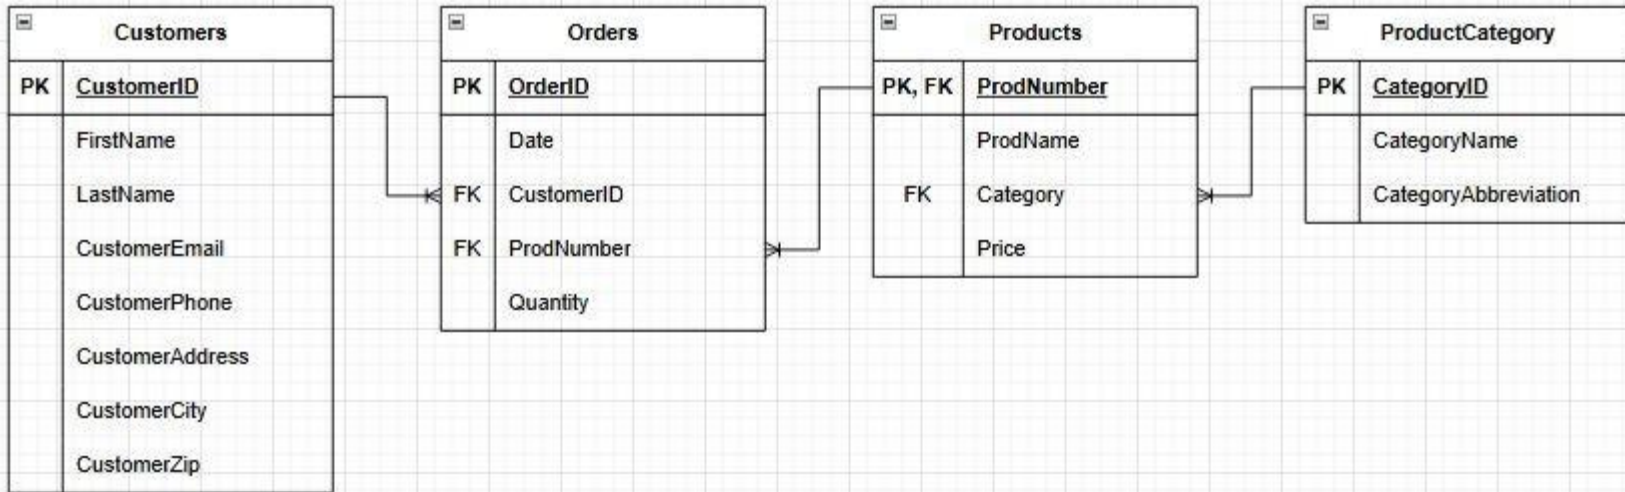 Customers
PK CustomerID
FirstName
LastName
CustomerEmail
CustomerPhone
CustomerAddress
CustomerCity
CustomerZip
Orders
PK OrderID
Date
FK CustomerID
FK ProdNumber
Quantity
Products
PK, FK ProdNumber
ProdName
FK Category
Price
ProductCategory
PK CategoryID
CategoryName
CategoryAbbreviation